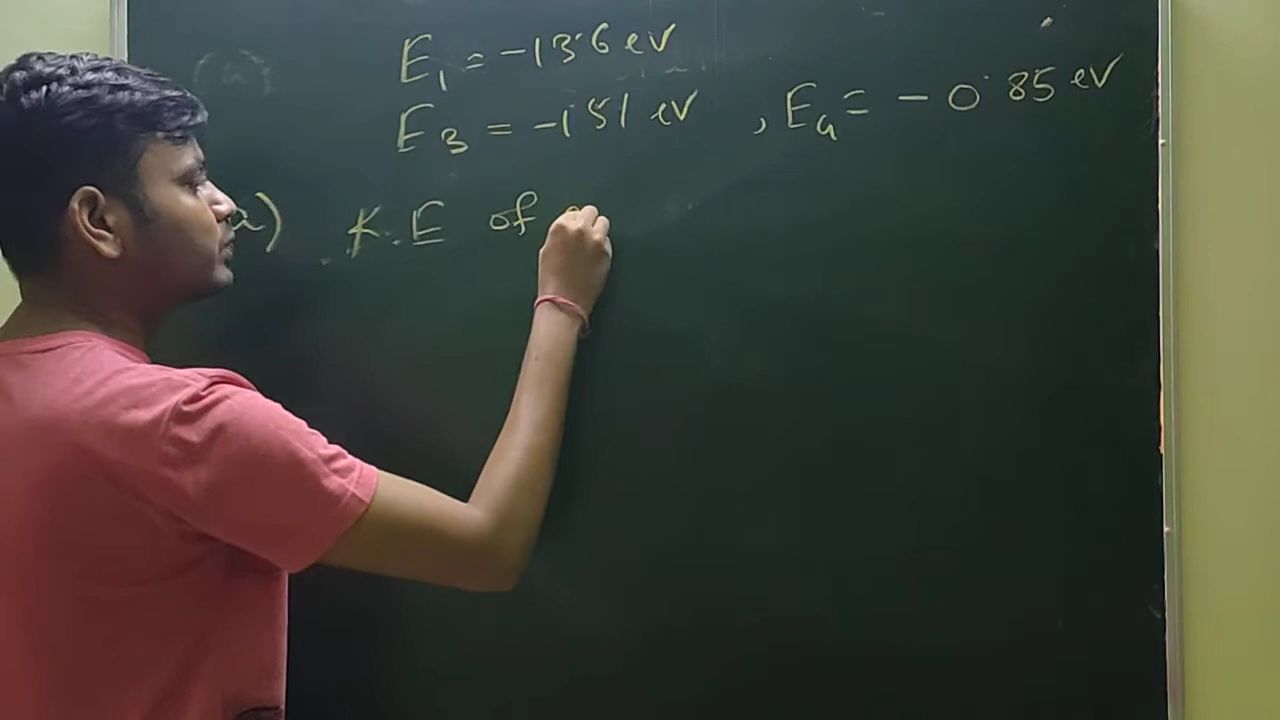 E₁ = -13.6 eV
E₃ = -1.51 eV , E₄ = -0.85 eV
a) K.E of